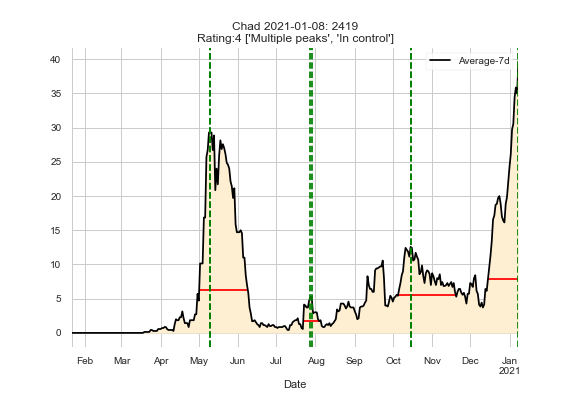 Chad 2021-01-08: 2419
Rating:4 ['Multiple peaks', 'In control']
Average-7d
40
35
30
25
20
15
10
5
0
Feb Mar Apr May Jun Jul Aug Sep Oct Nov Dec Jan
2021
Date